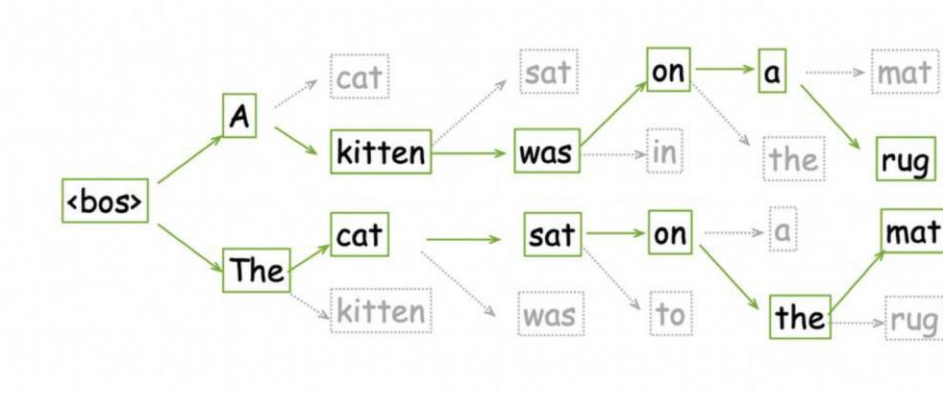 cat sat on a mat
A
kitten was in the rug
<bos>
cat sat on a mat
The
kitten was to the rug